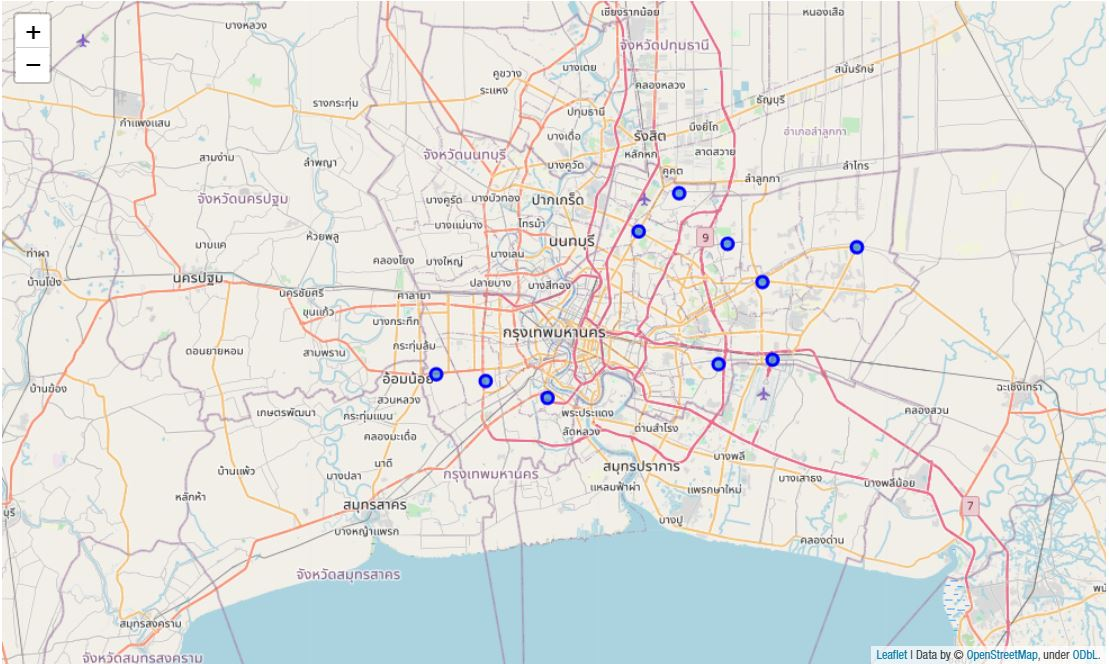 +
−
เชียงรากน้อย
หนองเสือ
บางหลวง
จังหวัดปทุมธานี
บางเตย
สนั่นรักษ์
คูขวาง
ระแหง
คลองหลวง
รางกระทุ่ม
ธัญบุรี
ปทุมธานี
กำแพงแสน
บางเดื่อ
รังสิต
บึงยี่โถ
อำเภอลำลูกกา
จังหวัดนนทบุรี
หลักหก
ลาดสวาย
สามง่าม
ลำพญา
บางคูวัด
คูคต
ลำไทร
ลำลูกกา
จังหวัดนครปฐม
บางคูรัด
บางบัวทอง
ปากเกร็ด
บางแม่นาง
ไทรม้า
ห้วยพลู
9
มาบแค
นนทบุรี
ท่าผา
คลองโยง
บางใหญ่
บางเลน
บ้านโป่ง
นครปฐม
ปลายบาง
บางสีทอง
นครชัยศรี
ศาลายา
ขุนแก้ว
บางกระทึก
กรุงเทพมหานคร
ดอนยายหอม
สามพราน
กระทุ่มล้ม
อ้อมน้อย
บ้านฆ้อง
ฉะเชิงเทรา
สวนหลวง
เกษตรพัฒนา
กระทุ่มแบน
พระประแดง
คลองสวน
คลองมะเดื่อ
ลัดหลวง
ด่านสำโรง
บางพลี
บ้านแพ้ว
นาดี
กรุงเทพมหานคร
สมุทรปราการ
บางปลา
บางเสาธง
บางพลีน้อย
หลักห้า
แหลมฟ้าผ่า
แพรกษาใหม่
สมุทรสาคร
7
บุรี
บางปู
บางหญ้าแพรก
คลองด่าน
จังหวัดสมุทรสาคร
สมุทรสงคราม
จังหวัดสมุทรสงคราม
Leaflet | Data by © OpenStreetMap, under ODbL.